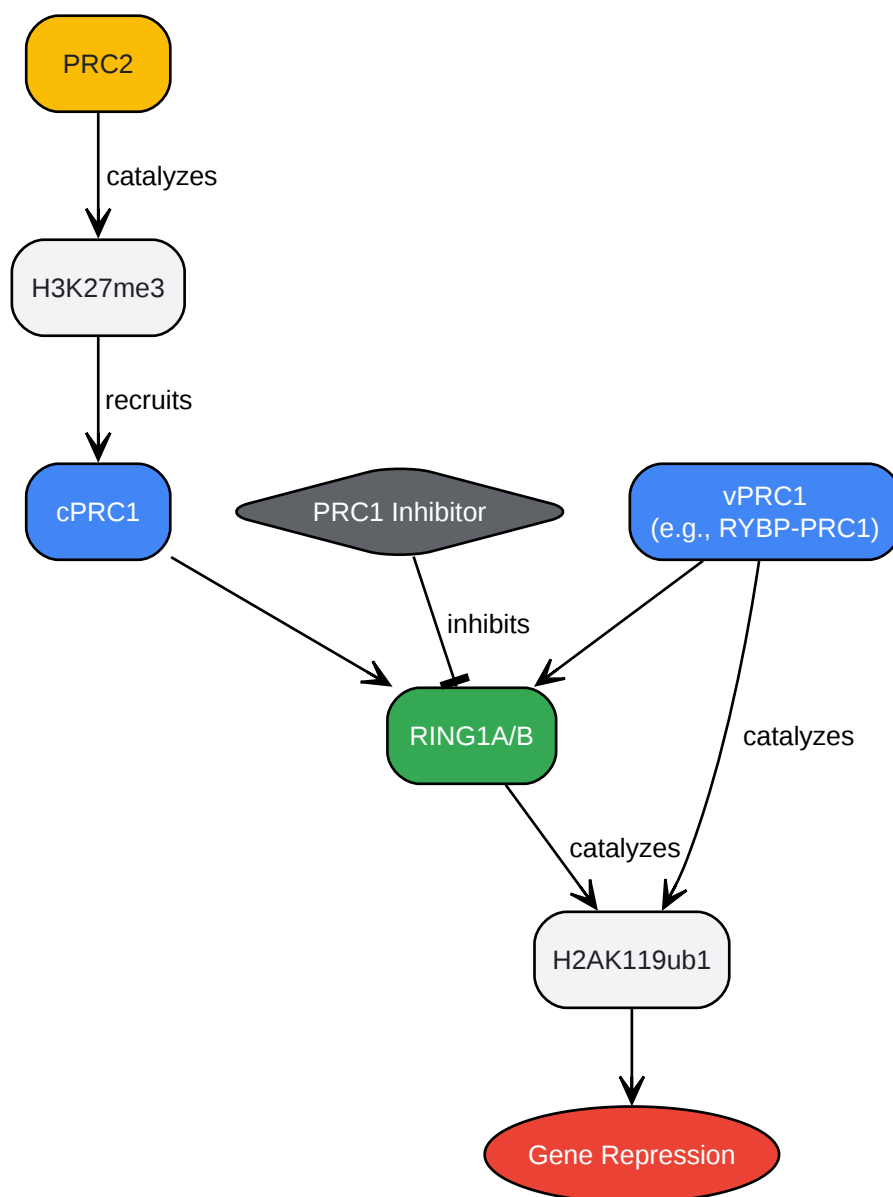 PRC2
catalyzes
H3K27me3
recruits
cPRC1
PRC1 Inhibitor
vPRC1
(e.g., RYBP-PRC1)
inhibits
RING1A/B
catalyzes
catalyzes
H2AK119ub1
Gene Repression